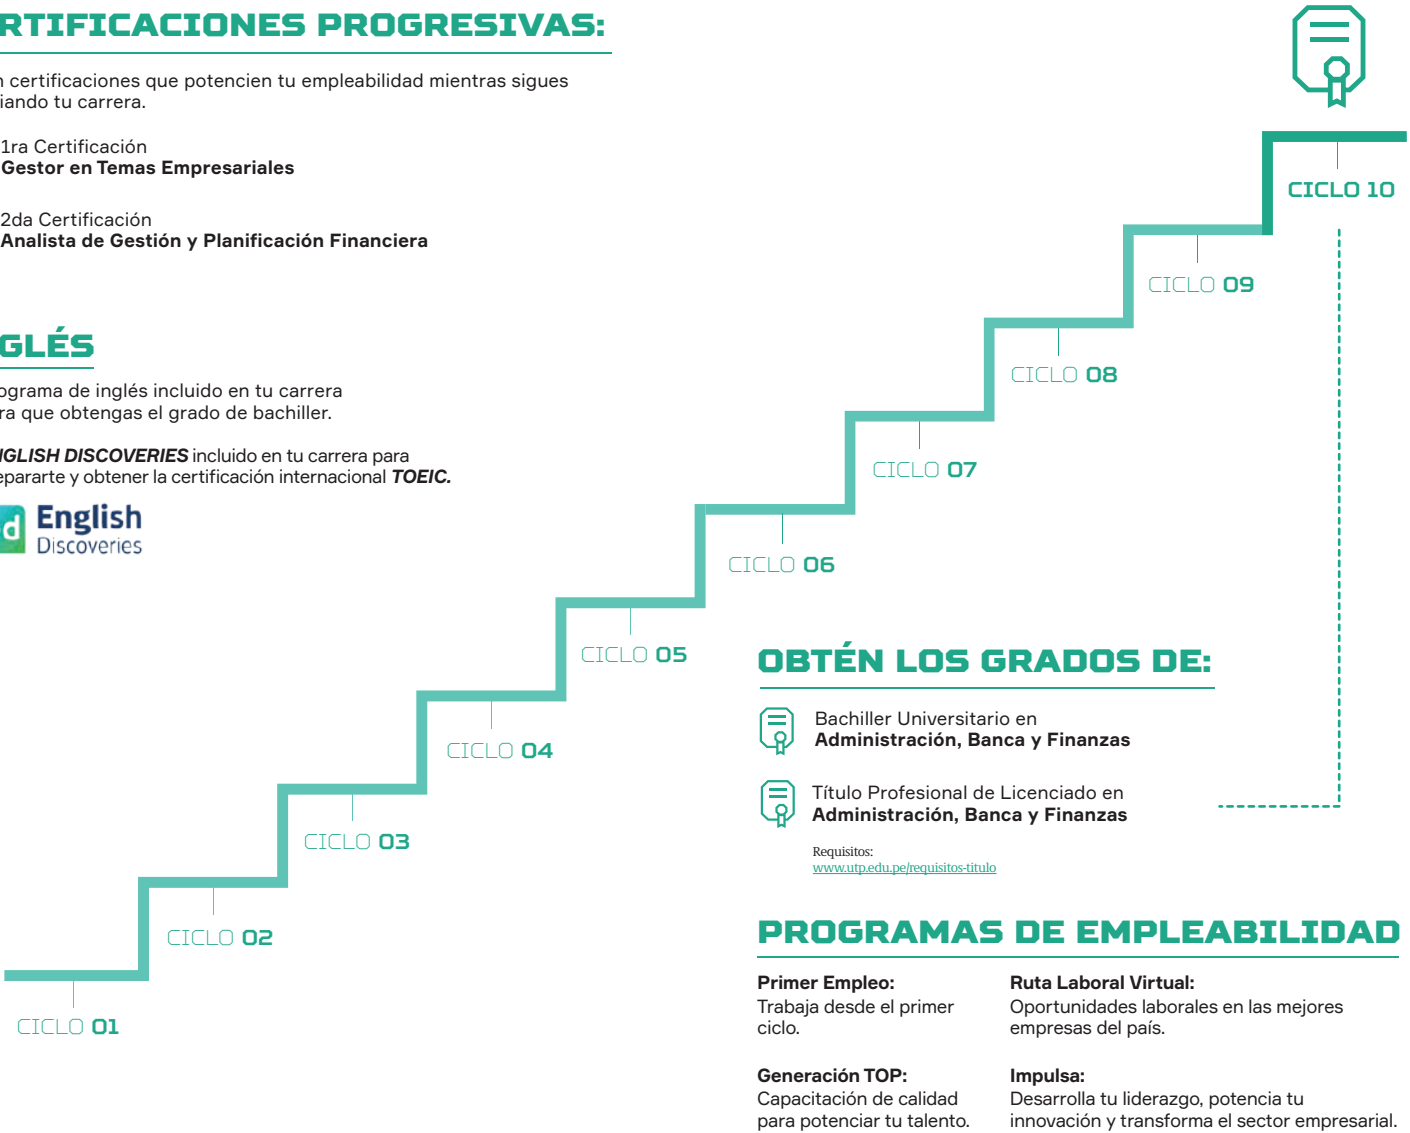 RTIFICACIONES PROGRESIVAS:
n certificaciones que potencien tu empleabilidad mientras sigues
iando tu carrera.
1ra Certificación
Gestor en Temas Empresariales
2da Certificación
Analista de Gestión y Planificación Financiera
GLÉS
ograma de inglés incluido en tu carrera
ra que obtengas el grado de bachiller.
NGLISH DISCOVERIES incluido en tu carrera para
epararte y obtener la certificación internacional TOEIC.
ed English
Discoveries
CICLO 10
CICLO 09
CICLO 08
CICLO 07
CICLO 06
CICLO 05
CICLO 04
CICLO 03
CICLO 02
CICLO 01
OBTÉN LOS GRADOS DE:
Bachiller Universitario en
Administración, Banca y Finanzas
Título Profesional de Licenciado en
Administración, Banca y Finanzas
Requisitos:
www.utp.edu.pe/requisitos-titulo
PROGRAMAS DE EMPLEABILIDAD
Primer Empleo:
Trabaja desde el primer
ciclo.
Ruta Laboral Virtual:
Oportunidades laborales en las mejores
empresas del país.
Generación TOP:
Capacitación de calidad
para potenciar tu talento.
Impulsa:
Desarrolla tu liderazgo, potencia tu
innovación y transforma el sector empresarial.